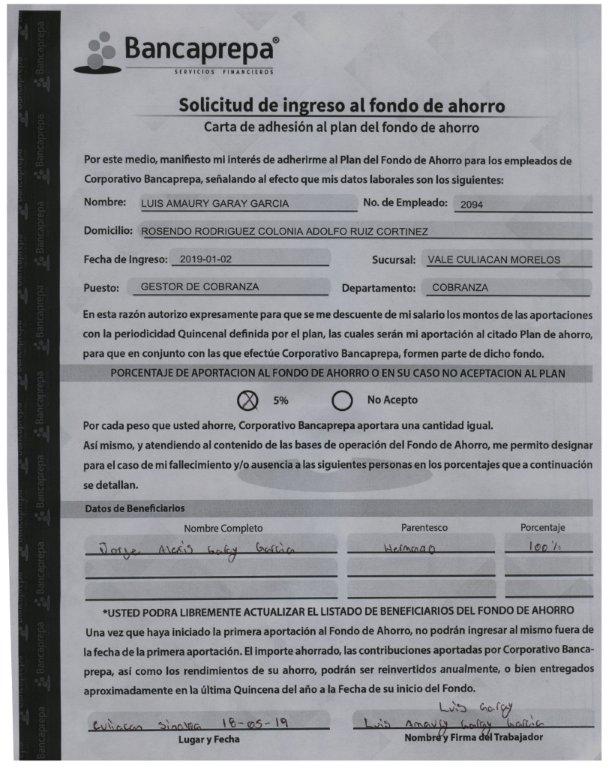 Bancaprepa®
SERVICIOS FINANCIEROS
Solicitud de ingreso al fondo de ahorro
Carta de adhesión al plan del fondo de ahorro
Por este medio, manifiesto mi interés de adherirme al Plan del Fondo de Ahorro para los empleados de
Corporativo Bancaprepa, señalando al efecto que mis datos laborales son los siguientes:
Nombre: LUIS AMAURY GARAY GARCIA No. de Empleado: 2094
Domicilio: ROSENDO RODRIGUEZ COLONIA ADOLFO RUIZ CORTINEZ
Fecha de Ingreso: 2019-01-02 Sucursal: VALE CULIACAN MORELOS
Puesto: GESTOR DE COBRANZA Departamento: COBRANZA
En esta razón autorizo expresamente para que se me descuente de mi salario los montos de las aportaciones
con la periodicidad Quincenal definida por el plan, las cuales serán mi aportación al citado Plan de ahorro,
para que en conjunto con las que efectúe Corporativo Bancaprepa, formen parte de dicho fondo.
PORCENTAJE DE APORTACION AL FONDO DE AHORRO O EN SU CASO NO ACEPTACION AL PLAN
X 5% No Acepto
Por cada peso que usted ahorre, Corporativo Bancaprepa aportara una cantidad igual.
Así mismo, y atendiendo al contenido de las bases de operación del Fondo de Ahorro, me permito designar
para el caso de mi fallecimiento y/o ausencia a las siguientes personas en los porcentajes que a continuación
se detallan.
Datos de Beneficiarios
Nombre Completo Parentesco Porcentaje
Jorge Alexis Garay Garcia Hermano 100%
*USTED PODRA LIBREMENTE ACTUALIZAR EL LISTADO DE BENEFICIARIOS DEL FONDO DE AHORRO
Una vez que haya iniciado la primera aportación al Fondo de Ahorro, no podrán ingresar al mismo fuera de
la fecha de la primera aportación. El importe ahorrado, las contribuciones aportadas por Corporativo Banca-
prepa, así como los rendimientos de su ahorro, podrán ser reinvertidos anualmente, o bien entregados
aproximadamente en la última Quincena del año a la Fecha de su inicio del Fondo.
Luis Garay
Culiacan Sinaloa 18-05-19 Luis Amaury Garay Garcia
Lugar y Fecha Nombre y Firma del Trabajador